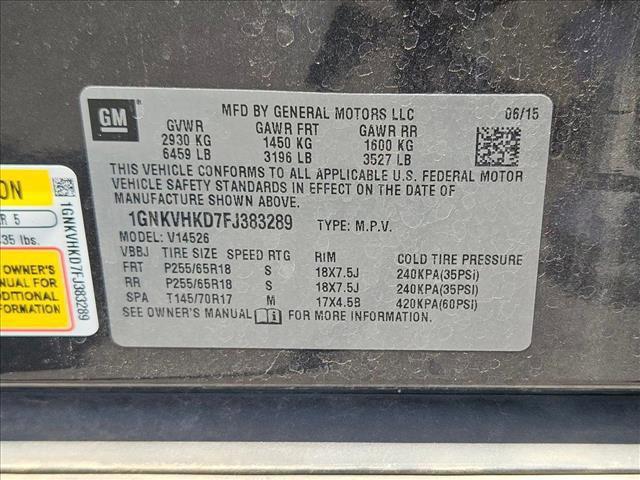 GM
MFD BY GENERAL MOTORS LLC 06/15
GVWR GAWR FRT GAWR RR
2930 KG 1450 KG 1600 KG
6459 LB 3196 LB 3527 LB
THIS VEHICLE CONFORMS TO ALL APPLICABLE U.S. FEDERAL MOTOR
VEHICLE SAFETY STANDARDS IN EFFECT ON THE DATE OF
MANUFACTURE SHOWN ABOVE.
1GNKVHKD7FJ383289 TYPE: M.P.V.
MODEL: V14526
VBBJ TIRE SIZE SPEED RTG RIM COLD TIRE PRESSURE
FRT P255/65R18 S 18X7.5J 240KPA(35PSI)
RR P255/65R18 S 18X7.5J 240KPA(35PSI)
SPA T145/70R17 M 17X4.5B 420KPA(60PSI)
SEE OWNER'S MANUAL i FOR MORE INFORMATION.
ON
R 5
35 lbs.
OWNER'S
UAL for
DITIONAL
FORMATION
1GNKVHKD7FJ383289